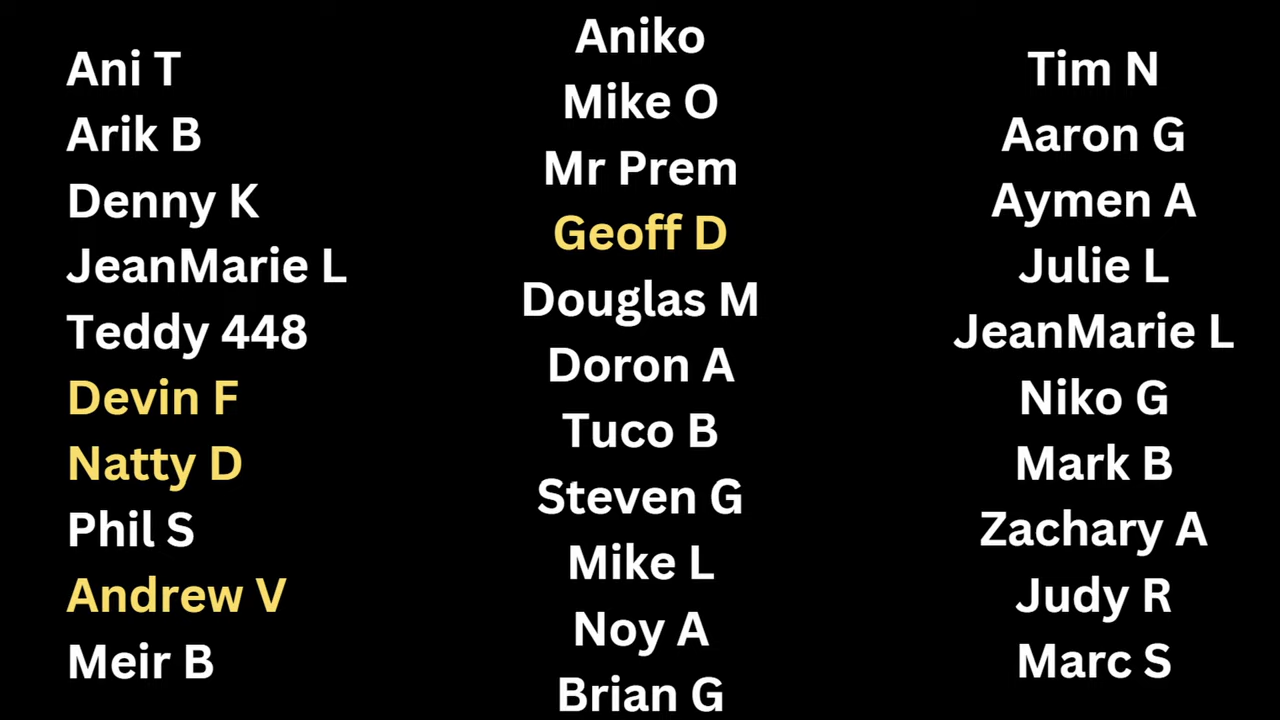 Ani T
Arik B
Denny K
JeanMarie L
Teddy 448
Devin F
Natty D
Phil S
Andrew V
Meir B
Aniko
Mike O
Mr Prem
Geoff D
Douglas M
Doron A
Tuco B
Steven G
Mike L
Noy A
Brian G
Tim N
Aaron G
Aymen A
Julie L
JeanMarie L
Niko G
Mark B
Zachary A
Judy R
Marc S